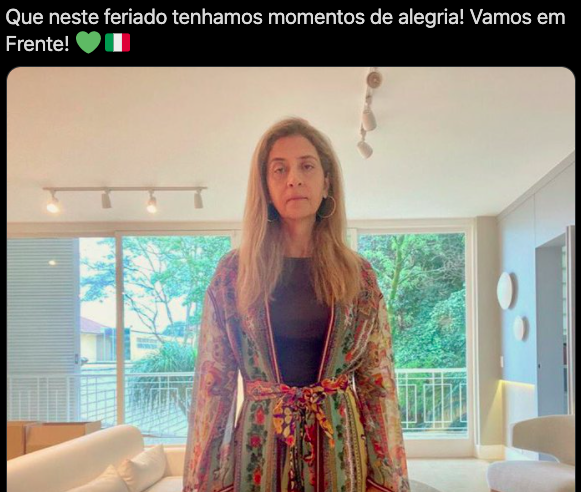 Que neste feriado tenhamos momentos de alegria! Vamos em
Frente! 💚🇮🇹